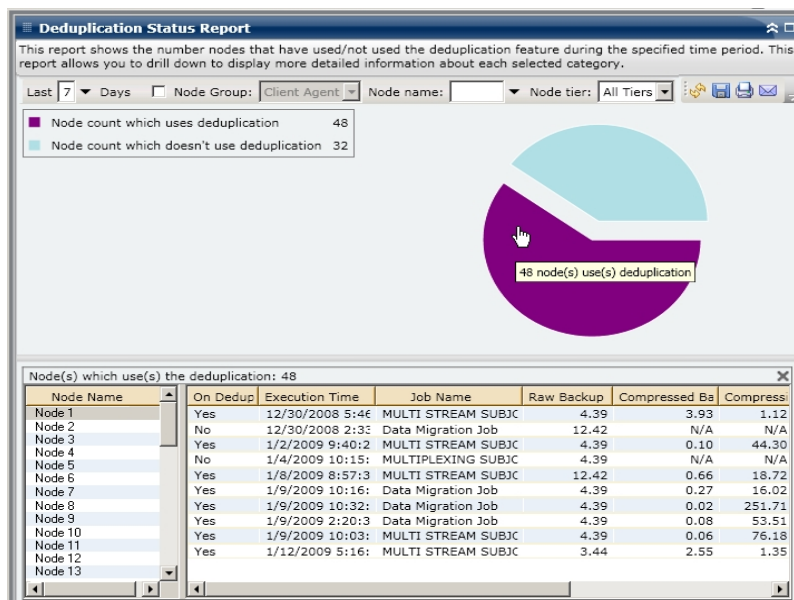 Deduplication Status Report
This report shows the number nodes that have used/not used the deduplication feature during the specified time period. This
report allows you to drill down to display more detailed information about each selected category.
Last 7 Days Node Group: Client Agent Node name: Node tier: All Tiers
Node count which uses deduplication 48
Node count which doesn't use deduplication 32
48 node(s) use(s) deduplication
Node(s) which use(s) the deduplication: 48
Node Name
Node 1
Node 2
Node 3
Node 4
Node 5
Node 6
Node 7
Node 8
Node 9
Node 10
Node 11
Node 12
Node 13
On Dedup Execution Time Job Name Raw Backup Compressed Ba Compressi
Yes 12/30/2008 5:46 MULTI STREAM SUBJC 4.39 3.93 1.12
No 12/30/2008 2:33 Data Migration Job 12.42 N/A N/A
Yes 1/2/2009 9:40:2 MULTI STREAM SUBJC 4.39 0.10 44.30
No 1/4/2009 10:15: MULTIPLEXING SUBJC 4.39 N/A N/A
Yes 1/8/2009 8:57:3 MULTI STREAM SUBJC 12.42 0.66 18.72
Yes 1/9/2009 10:16: Data Migration Job 4.39 0.27 16.02
Yes 1/9/2009 10:32: Data Migration Job 4.39 0.02 251.71
Yes 1/9/2009 2:20:3 Data Migration Job 4.39 0.08 53.51
Yes 1/9/2009 10:03: MULTI STREAM SUBJC 4.39 0.06 76.18
Yes 1/12/2009 5:16: MULTI STREAM SUBJC 3.44 2.55 1.35